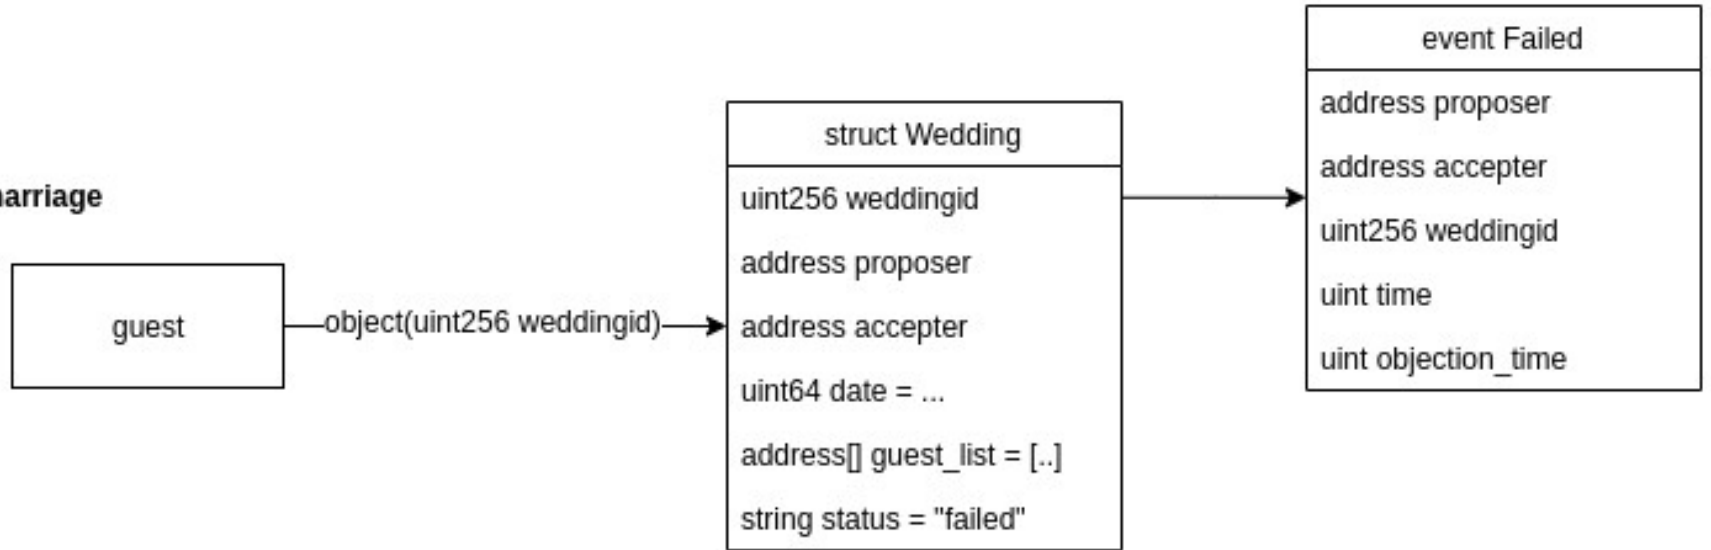 arriage
guest
object(uint256 weddingid)
struct Wedding
uint256 weddingid
address proposer
address accepter
uint64 date = ...
address[] guest_list = [..]
string status = "failed"
event Failed
address proposer
address accepter
uint256 weddingid
uint time
uint objection_time